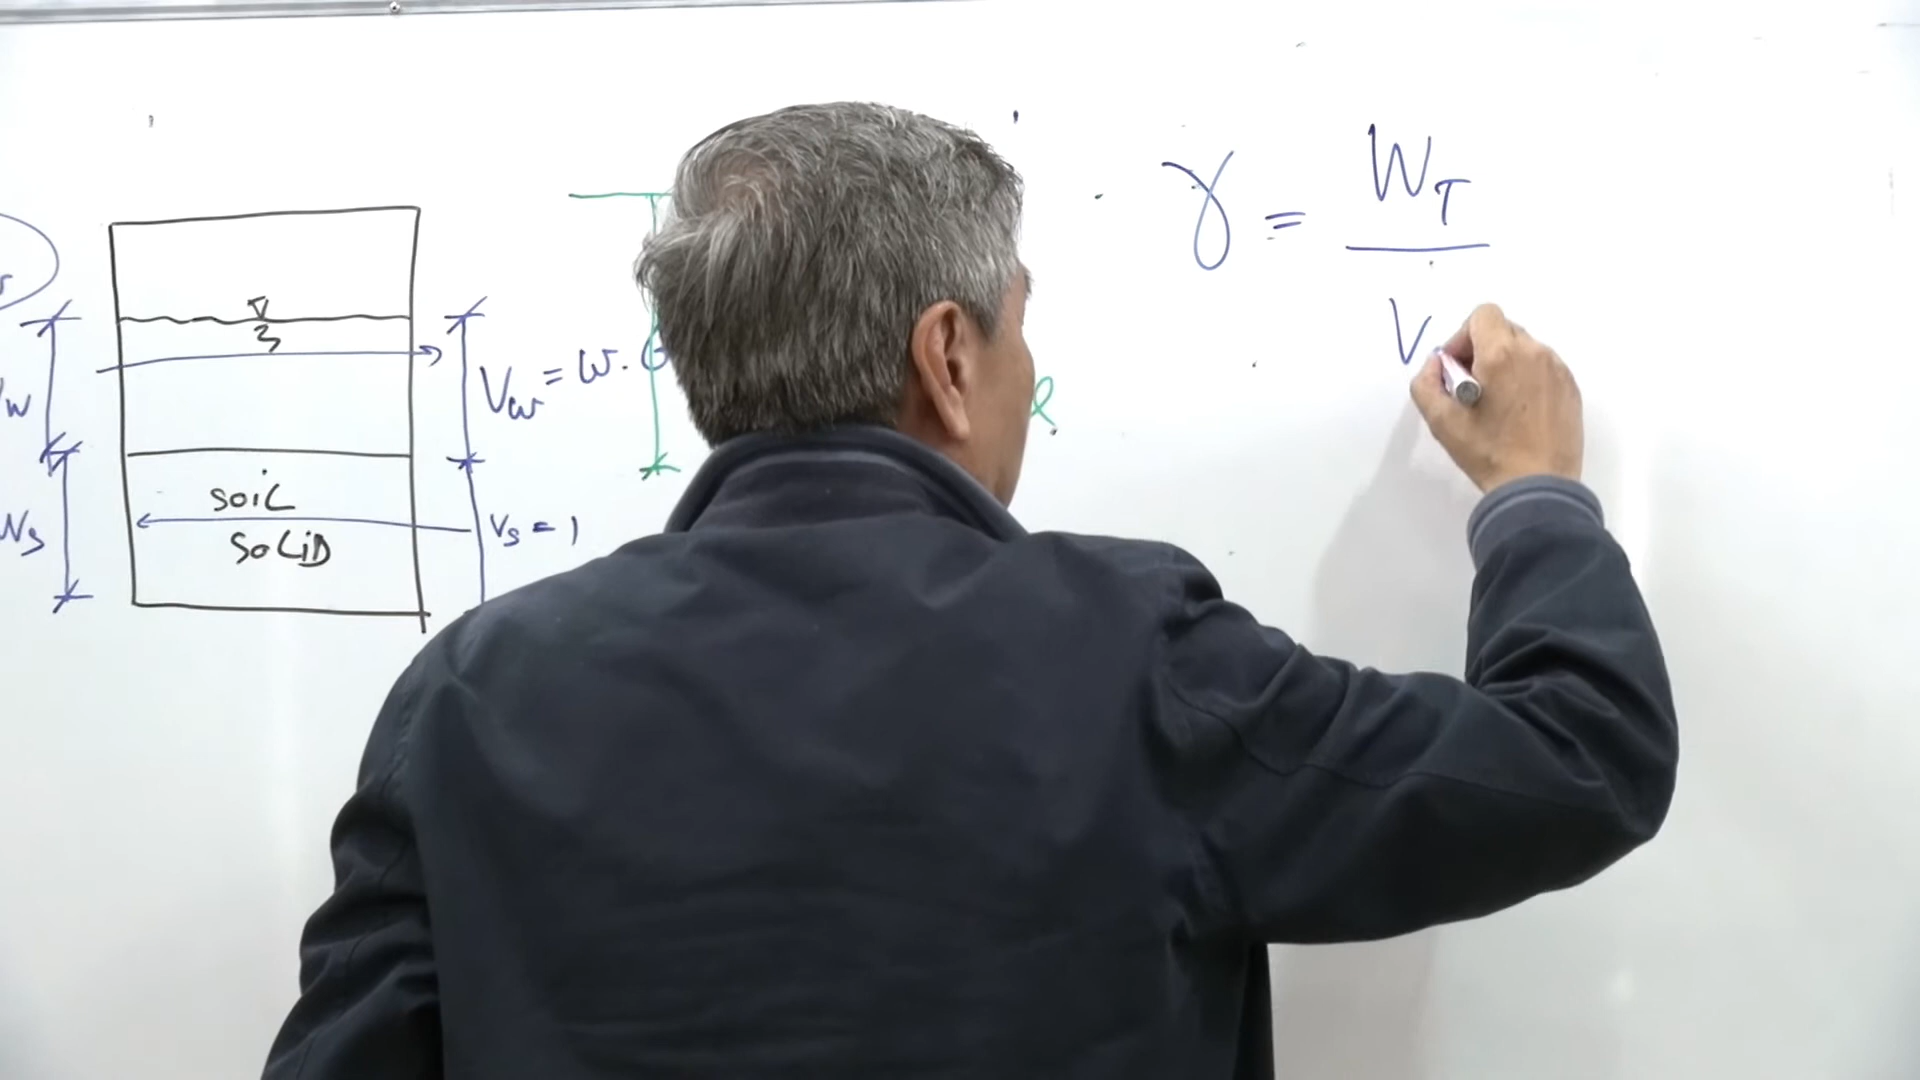 γ = W_T
V
V_w = w.
SOIL
V_s = 1
SOLID
W_s
e